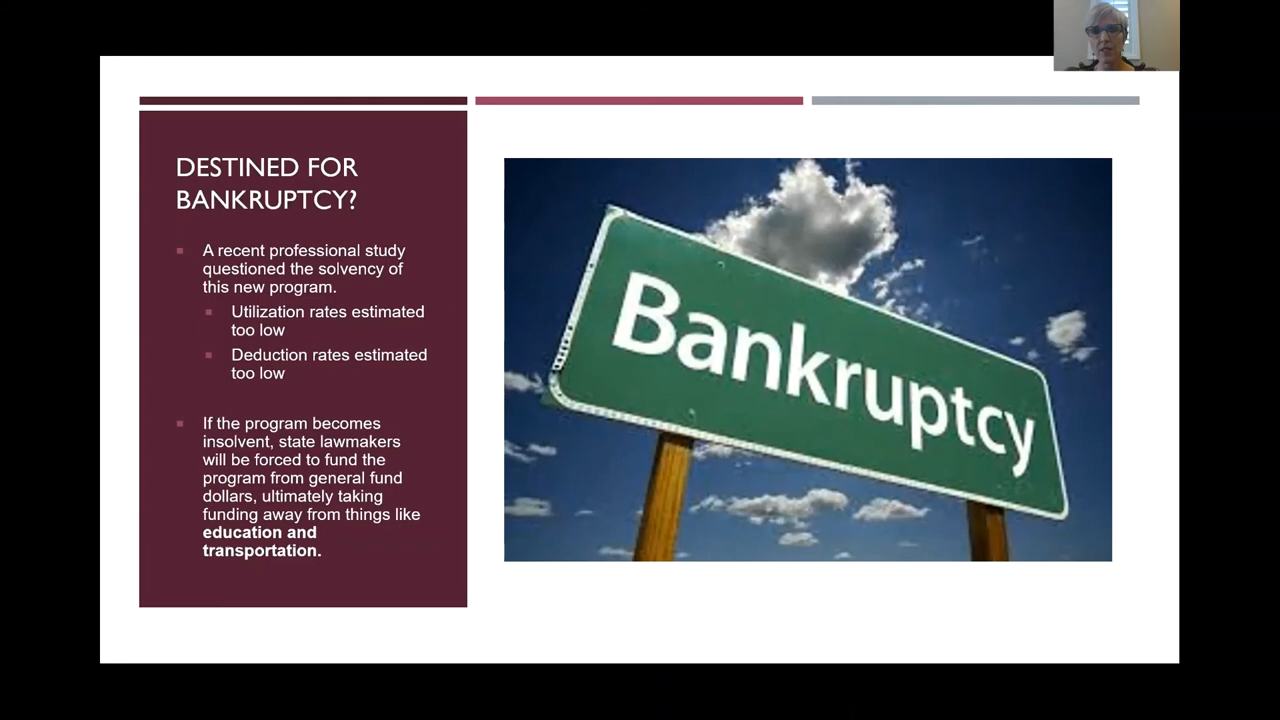 DESTINED FOR
BANKRUPTCY?
A recent professional study
questioned the solvency of
this new program.
Utilization rates estimated
too low
Deduction rates estimated
too low
If the program becomes
insolvent, state lawmakers
will be forced to fund the
program from general fund
dollars, ultimately taking
funding away from things like
education and
transportation.
Bankruptcy